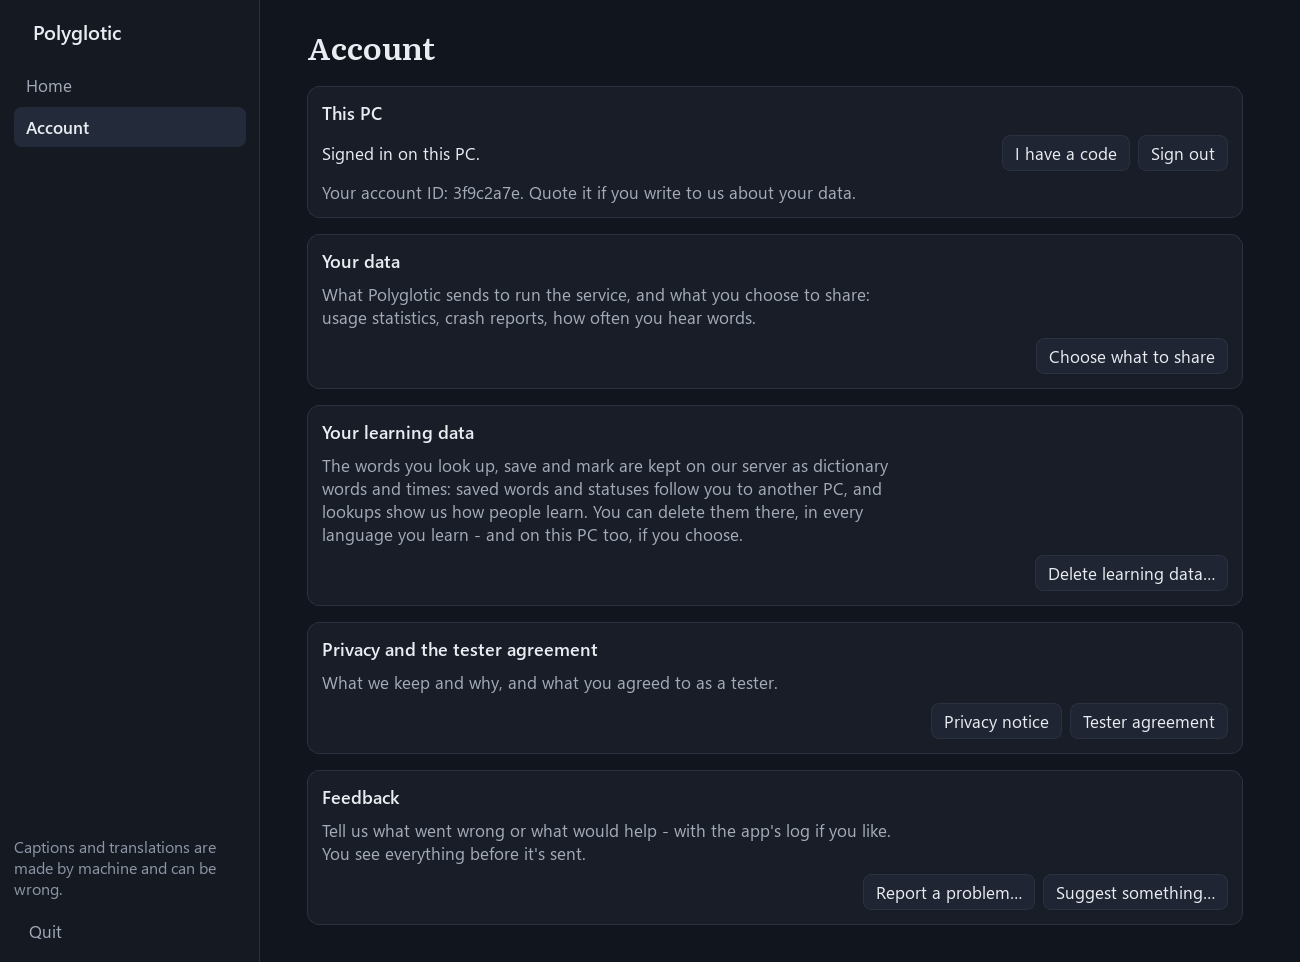 Polyglotic
Home
Account
Captions and translations are
made by machine and can be
wrong.
Quit
Account
This PC
Signed in on this PC.
I have a code
Sign out
Your account ID: 3f9c2a7e. Quote it if you write to us about your data.
Your data
What Polyglotic sends to run the service, and what you choose to share:
usage statistics, crash reports, how often you hear words.
Choose what to share
Your learning data
The words you look up, save and mark are kept on our server as dictionary
words and times: saved words and statuses follow you to another PC, and
lookups show us how people learn. You can delete them there, in every
language you learn - and on this PC too, if you choose.
Delete learning data...
Privacy and the tester agreement
What we keep and why, and what you agreed to as a tester.
Privacy notice
Tester agreement
Feedback
Tell us what went wrong or what would help - with the app's log if you like.
You see everything before it's sent.
Report a problem...
Suggest something...